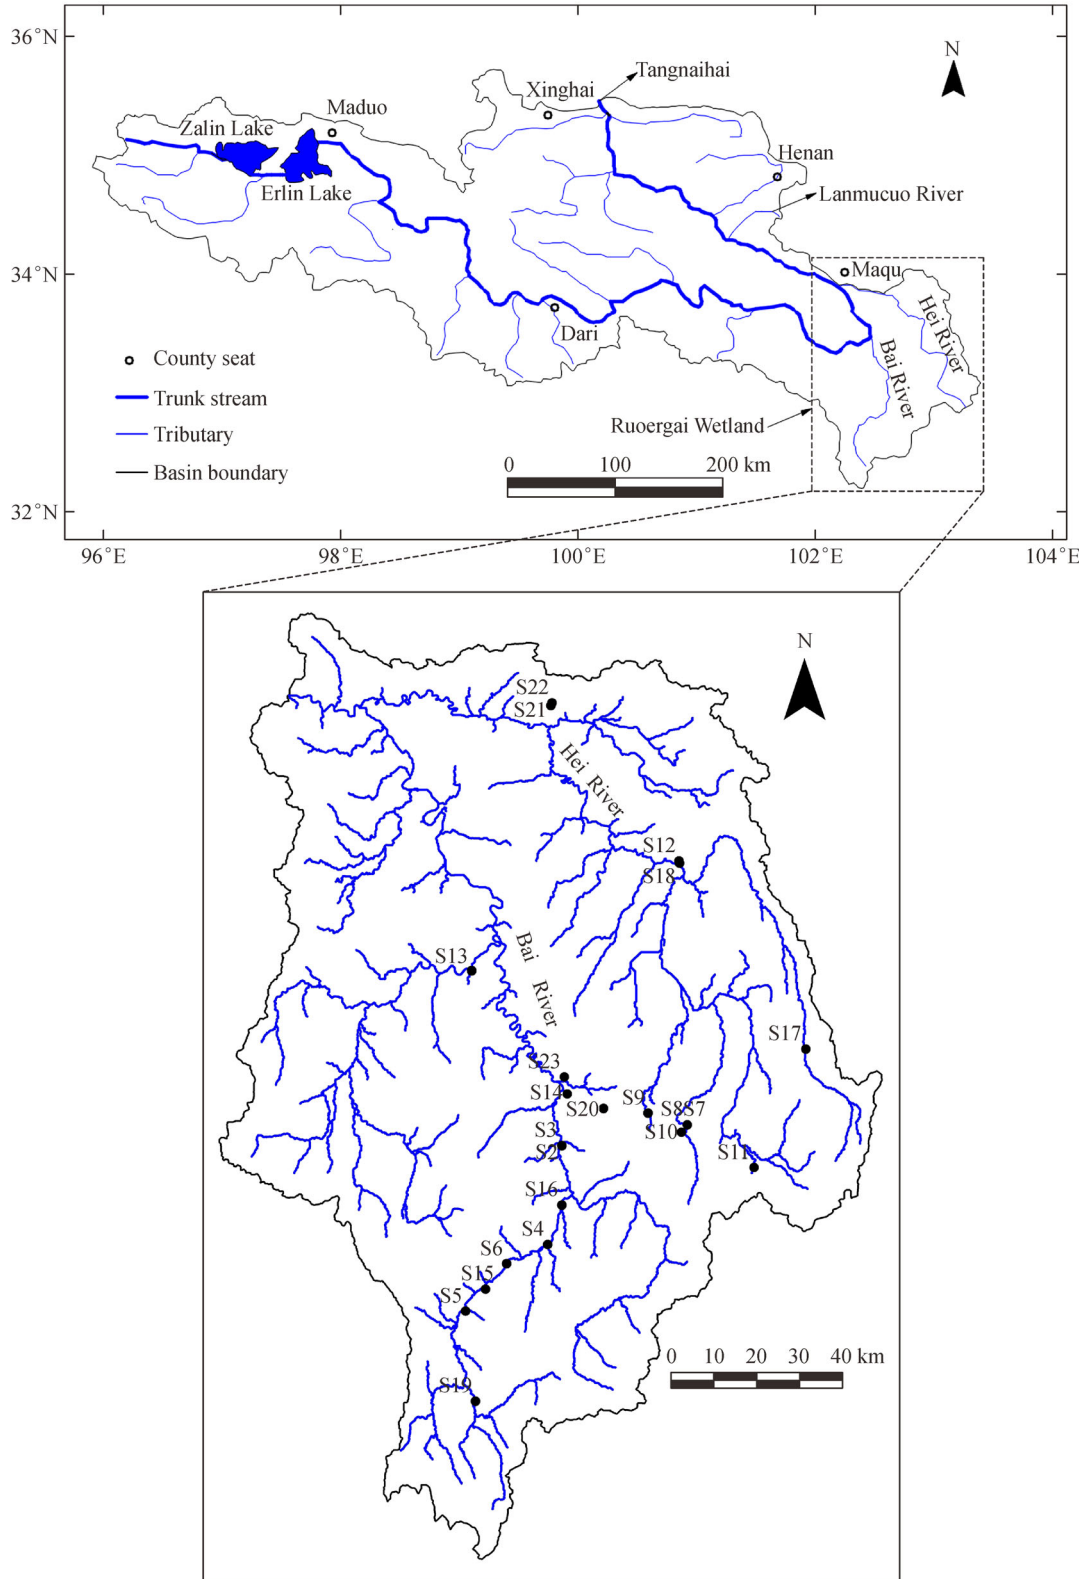 36°N
N
Tangnaihai
Xinghai
Maduo
Zalin Lake
Henan
Erlin Lake
Lanmucuo River
34°N
Maqu
Hei River
Dari
Bai River
County seat
Trunk stream
Ruoergai Wetland
Tributary
Basin boundary
0 100 200 km
32°N
96°E 98°E 100°E 102°E 104°E
N
S22
S21
Hei River
S12
S18
Bai River
S13
S17
S23
S14
S20
S9
S8 S7
S10
S3
S2
S11
S16
S4
S6
S15
S5
0 10 20 30 40 km
S19